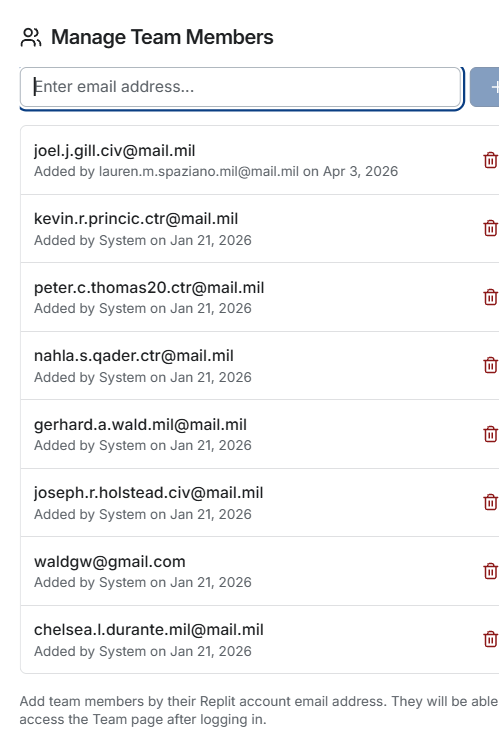 Manage Team Members
Enter email address...
joel.j.gill.civ@mail.mil
Added by lauren.m.spaziano.mil@mail.mil on Apr 3, 2026
kevin.r.princic.ctr@mail.mil
Added by System on Jan 21, 2026
peter.c.thomas20.ctr@mail.mil
Added by System on Jan 21, 2026
nahla.s.qader.ctr@mail.mil
Added by System on Jan 21, 2026
gerhard.a.wald.mil@mail.mil
Added by System on Jan 21, 2026
joseph.r.holstead.civ@mail.mil
Added by System on Jan 21, 2026
waldgw@gmail.com
Added by System on Jan 21, 2026
chelsea.l.durante.mil@mail.mil
Added by System on Jan 21, 2026
Add team members by their Replit account email address. They will be able
access the Team page after logging in.